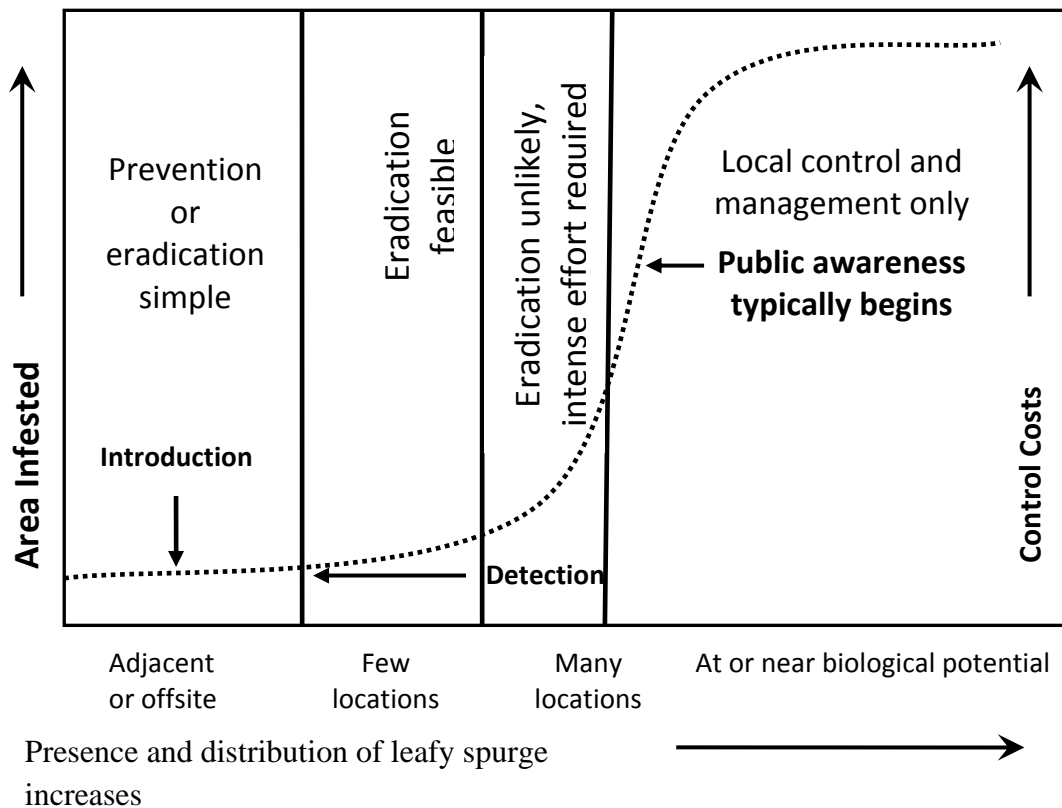 Area Infested
Prevention
or
eradication
simple
Introduction
Eradication
feasible
Eradication unlikely,
intense effort required
Detection
Local control and
management only
Public awareness
typically begins
Control Costs
Adjacent
or offsite
Few
locations
Many
locations
At or near biological potential
Presence and distribution of leafy spurge
increases